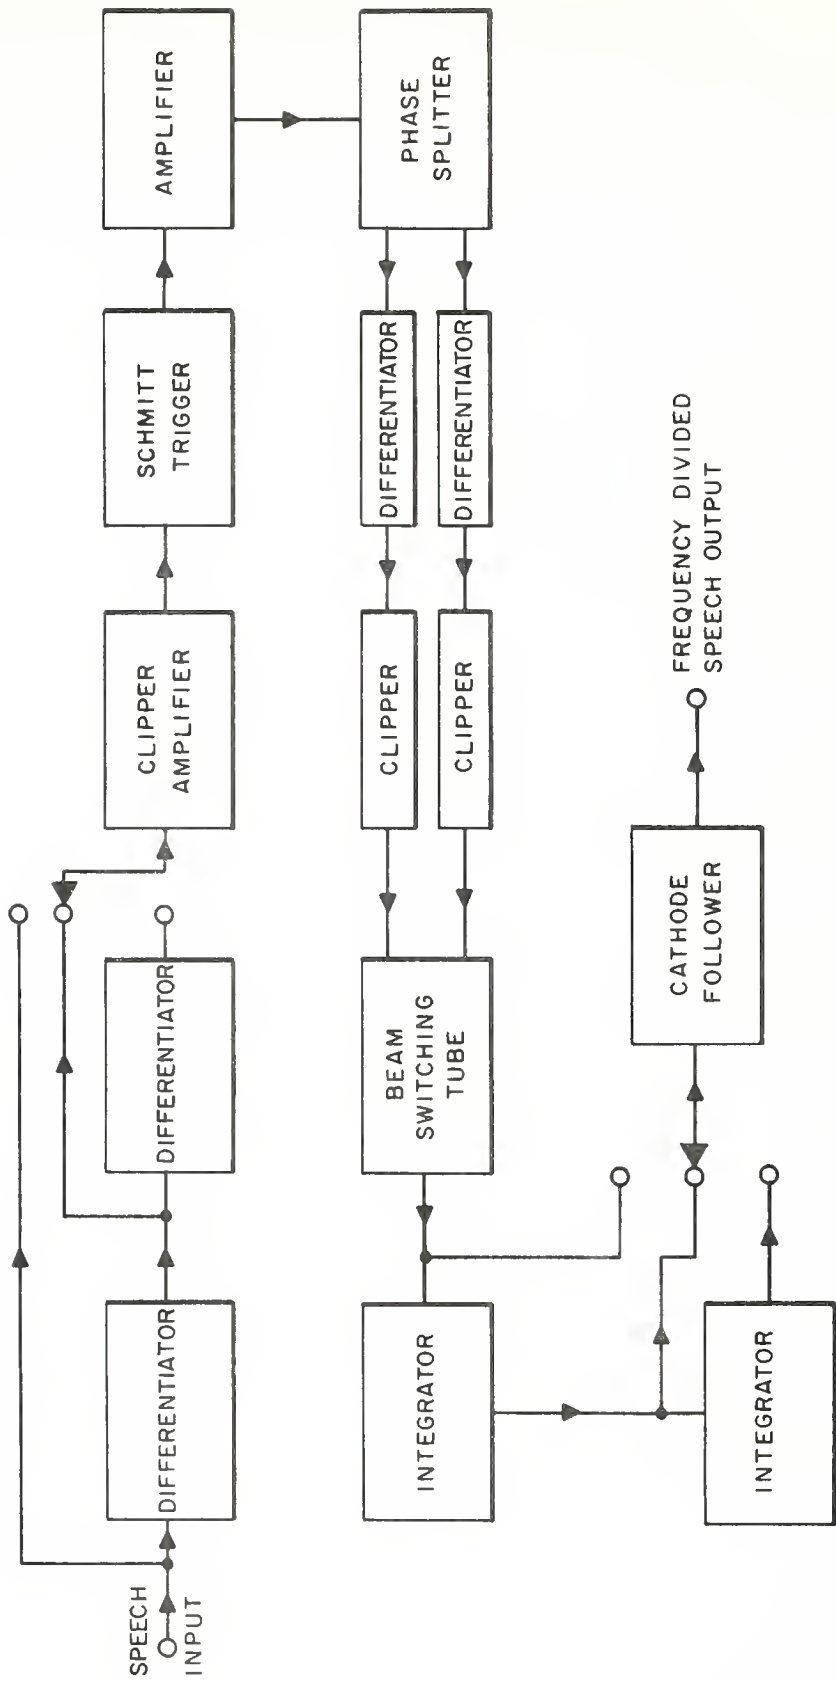 SPEECH
INPUT
DIFFERENTIATOR
DIFFERENTIATOR
CLIPPER
AMPLIFIER
SCHMITT
TRIGGER
AMPLIFIER
PHASE
SPLITTER
DIFFERENTIATOR
DIFFERENTIATOR
CLIPPER
CLIPPER
BEAM
SWITCHING
TUBE
INTEGRATOR
INTEGRATOR
CATHODE
FOLLOWER
FREQUENCY DIVIDED
SPEECH OUTPUT